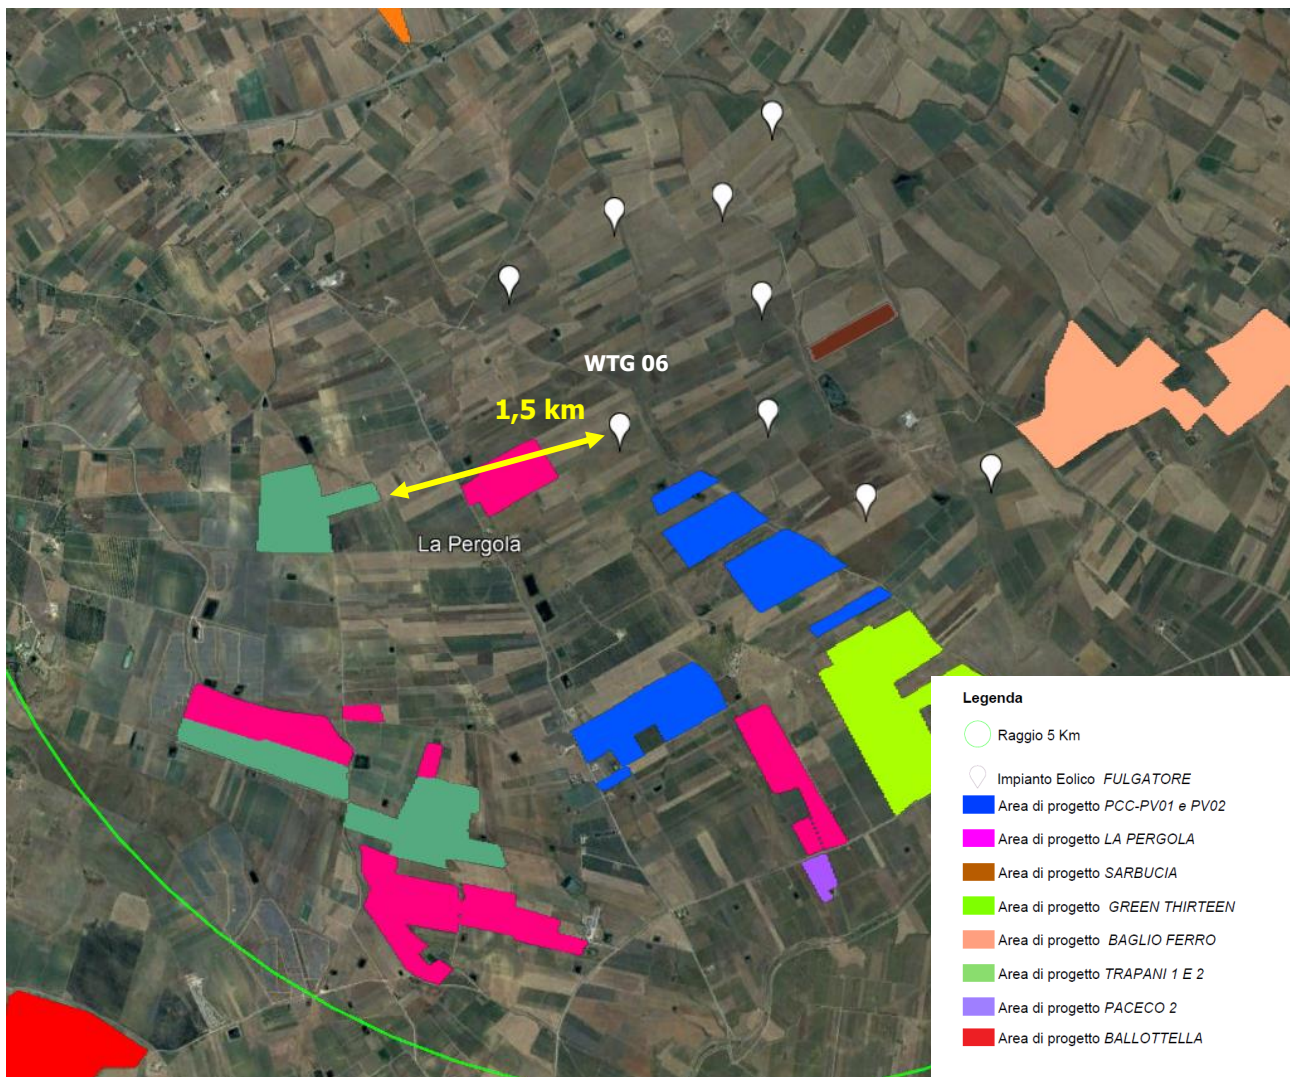 WTG 06
1,5 km
La Pergola
Legenda
Raggio 5 Km
Impianto Eolico FULGATORE
Area di progetto PCC-PV01 e PV02
Area di progetto LA PERGOLA
Area di progetto SARBUCIA
Area di progetto GREEN THIRTEEN
Area di progetto BAGLIO FERRO
Area di progetto TRAPANI 1 E 2
Area di progetto PACECO 2
Area di progetto BALLOTTELLA